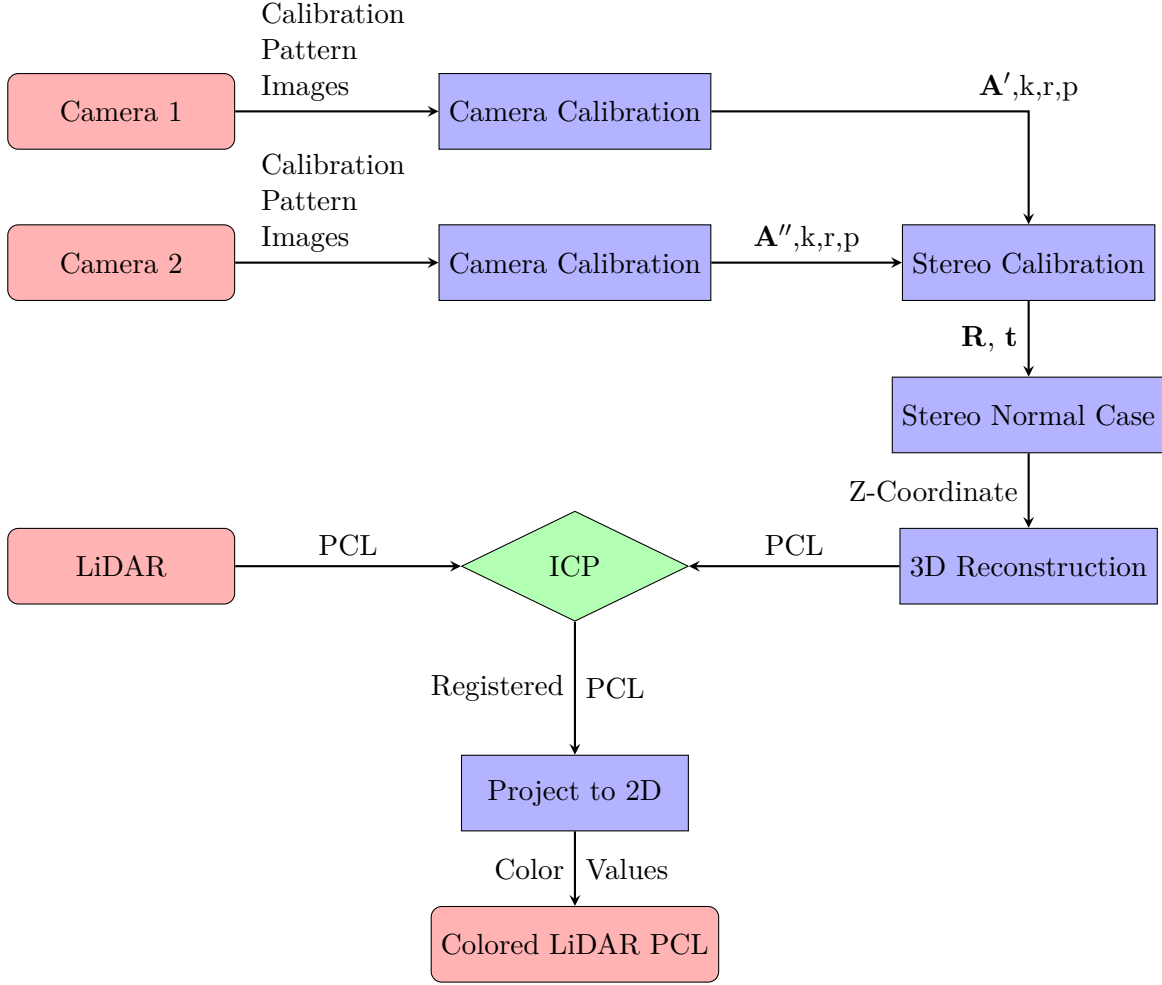 Calibration
Pattern
Images
Camera 1
Camera Calibration
A′,k,r,p
Calibration
Pattern
Images
Camera 2
Camera Calibration
A′′,k,r,p
Stereo Calibration
R, t
Stereo Normal Case
Z-Coordinate
LiDAR
PCL
ICP
PCL
3D Reconstruction
Registered PCL
Project to 2D
Color Values
Colored LiDAR PCL